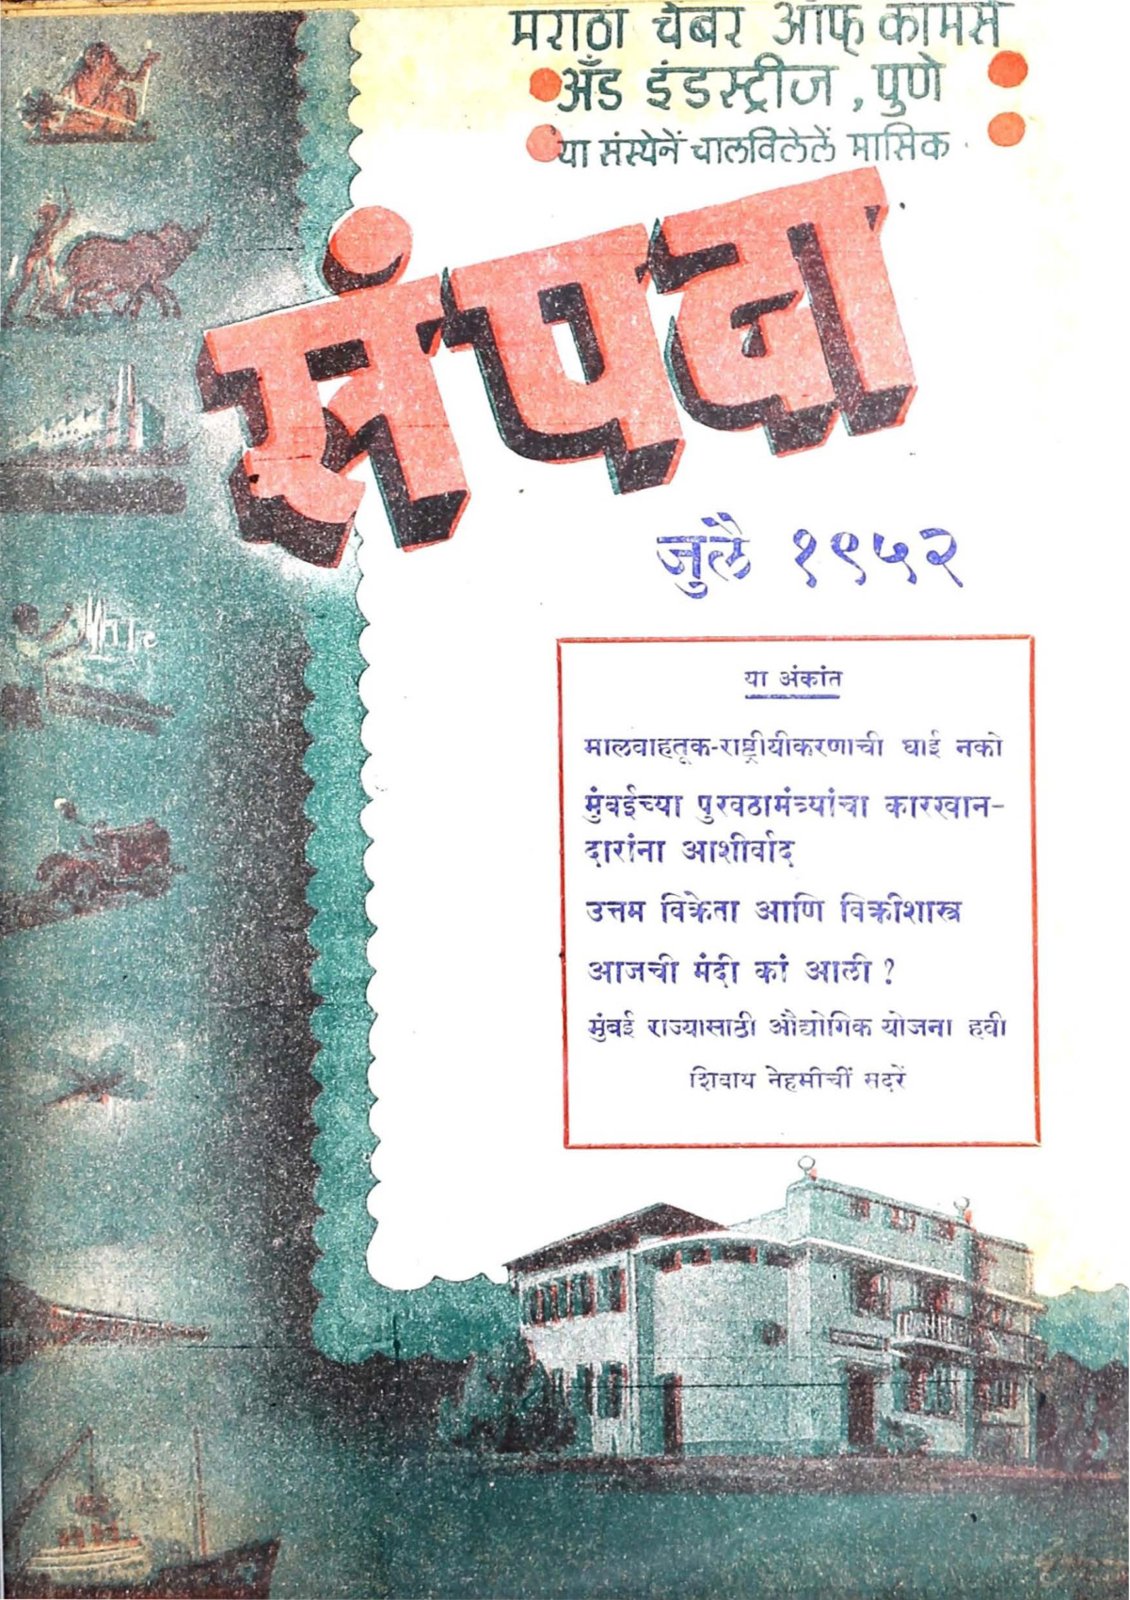 मराठा चेंबर ऑफ् कॉमर्स
अँड इंडस्ट्रीज, पुणे
या संस्थेनें चालविलेलें मासिक
संपदा
जुलै १९५२
या अंकांत
मालवाहतूक-राष्ट्रीयीकरणाची घाई नको
मुंबईच्या पुरवठामंत्र्यांचा कारखान-
दारांना आशीर्वाद
उत्तम विक्रेता आणि विक्रीशास्त्र
आजची मंदी कां आली ?
मुंबई राज्यासाठी औद्योगिक योजना हवी
शिवाय नेहमीचीं सदरें